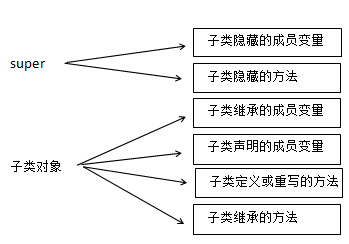 子类隐藏的成员变量
super
子类隐藏的方法
子类继承的成员变量
子类声明的成员变量
子类对象
子类定义或重写的方法
子类继承的方法